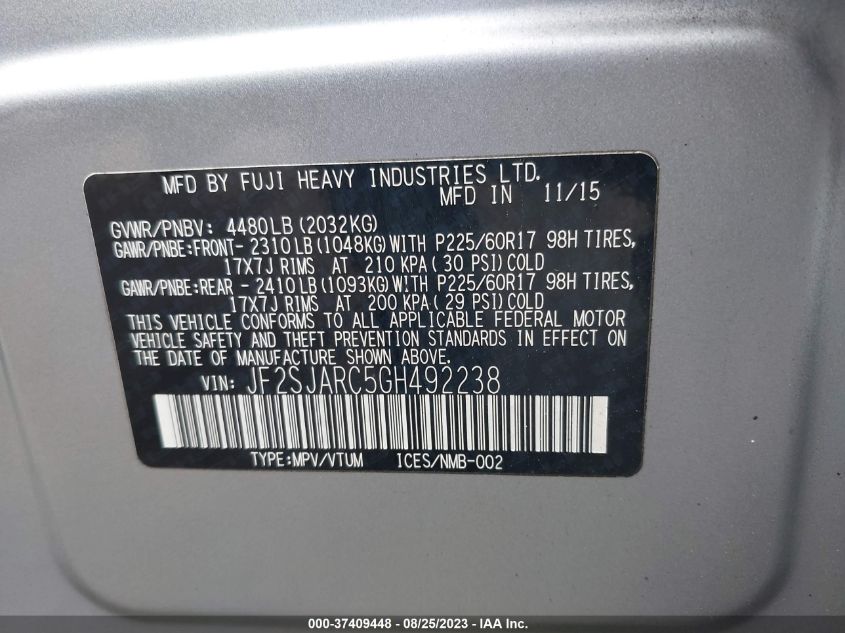 MFD BY FUJI HEAVY INDUSTRIES LTD.
MFD IN 11/15
GVWR/PNBV: 4480LB(2032KG)
GAWR/PNBE:FRONT- 2310LB(1048KG)WITH P225/60R17 98H TIRES,
17X7J RIMS AT 210 KPA( 30 PSI)COLD
GAWR/PNBE:REAR - 2410LB(1093KG)WITH P225/60R17 98H TIRES,
17X7J RIMS AT 200 KPA( 29 PSI)COLD
THIS VEHICLE CONFORMS TO ALL APPLICABLE FEDERAL MOTOR
VEHICLE SAFETY AND THEFT PREVENTION STANDARDS IN EFFECT ON
THE DATE OF MANUFACTURE SHOWN ABOVE.
VIN: JF2SJARC5GH492238
TYPE:MPV/VTUM ICES/NMB-002
000-37409448 - 08/25/2023 - IAA Inc.